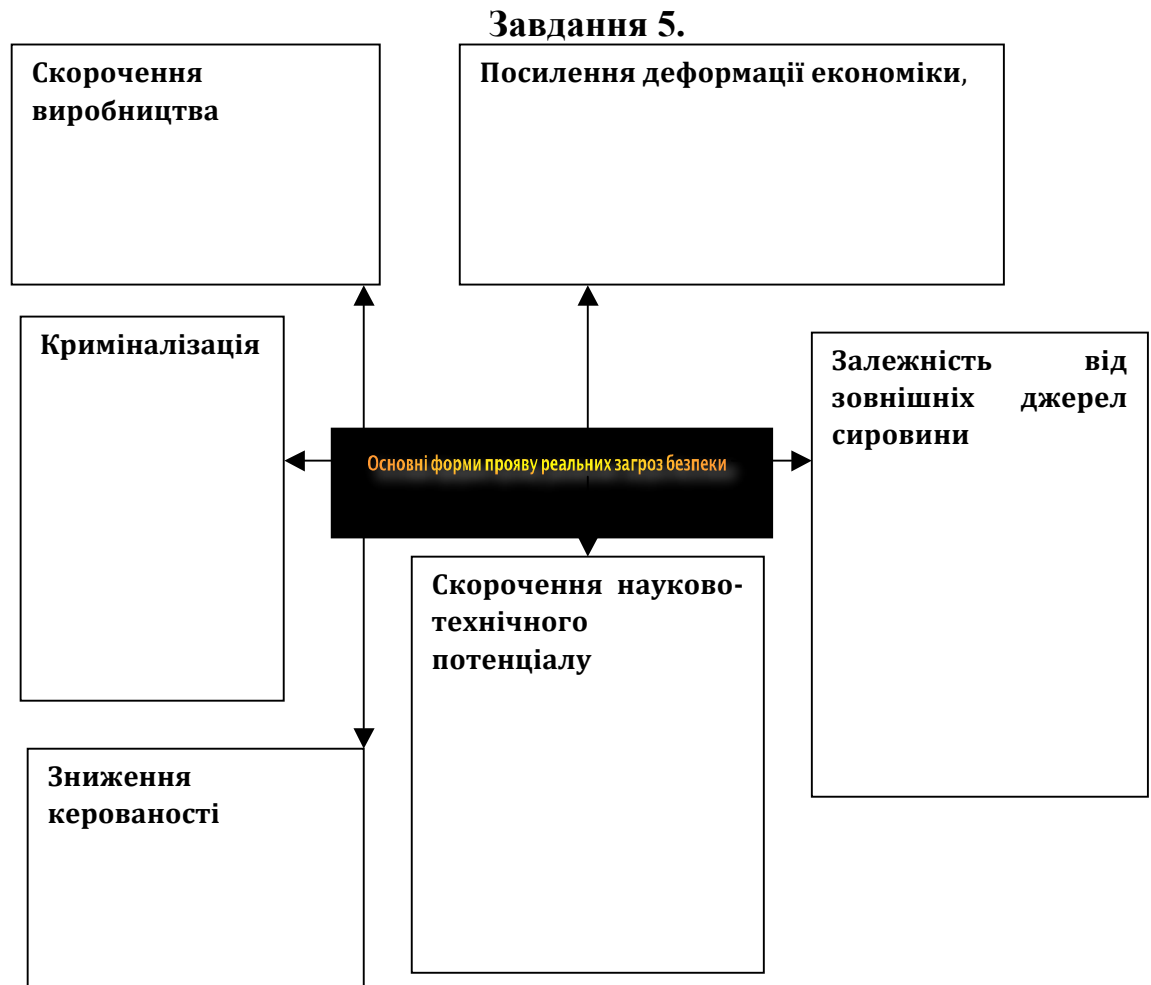 Завдання 5.
Скорочення
виробництва
Посилення деформації економіки,
Криміналізація
Залежність від
зовнішніх джерел
сировини
Основні форми прояву реальних загроз безпеки
Скорочення науково-
технічного
потенціалу
Зниження
керованості